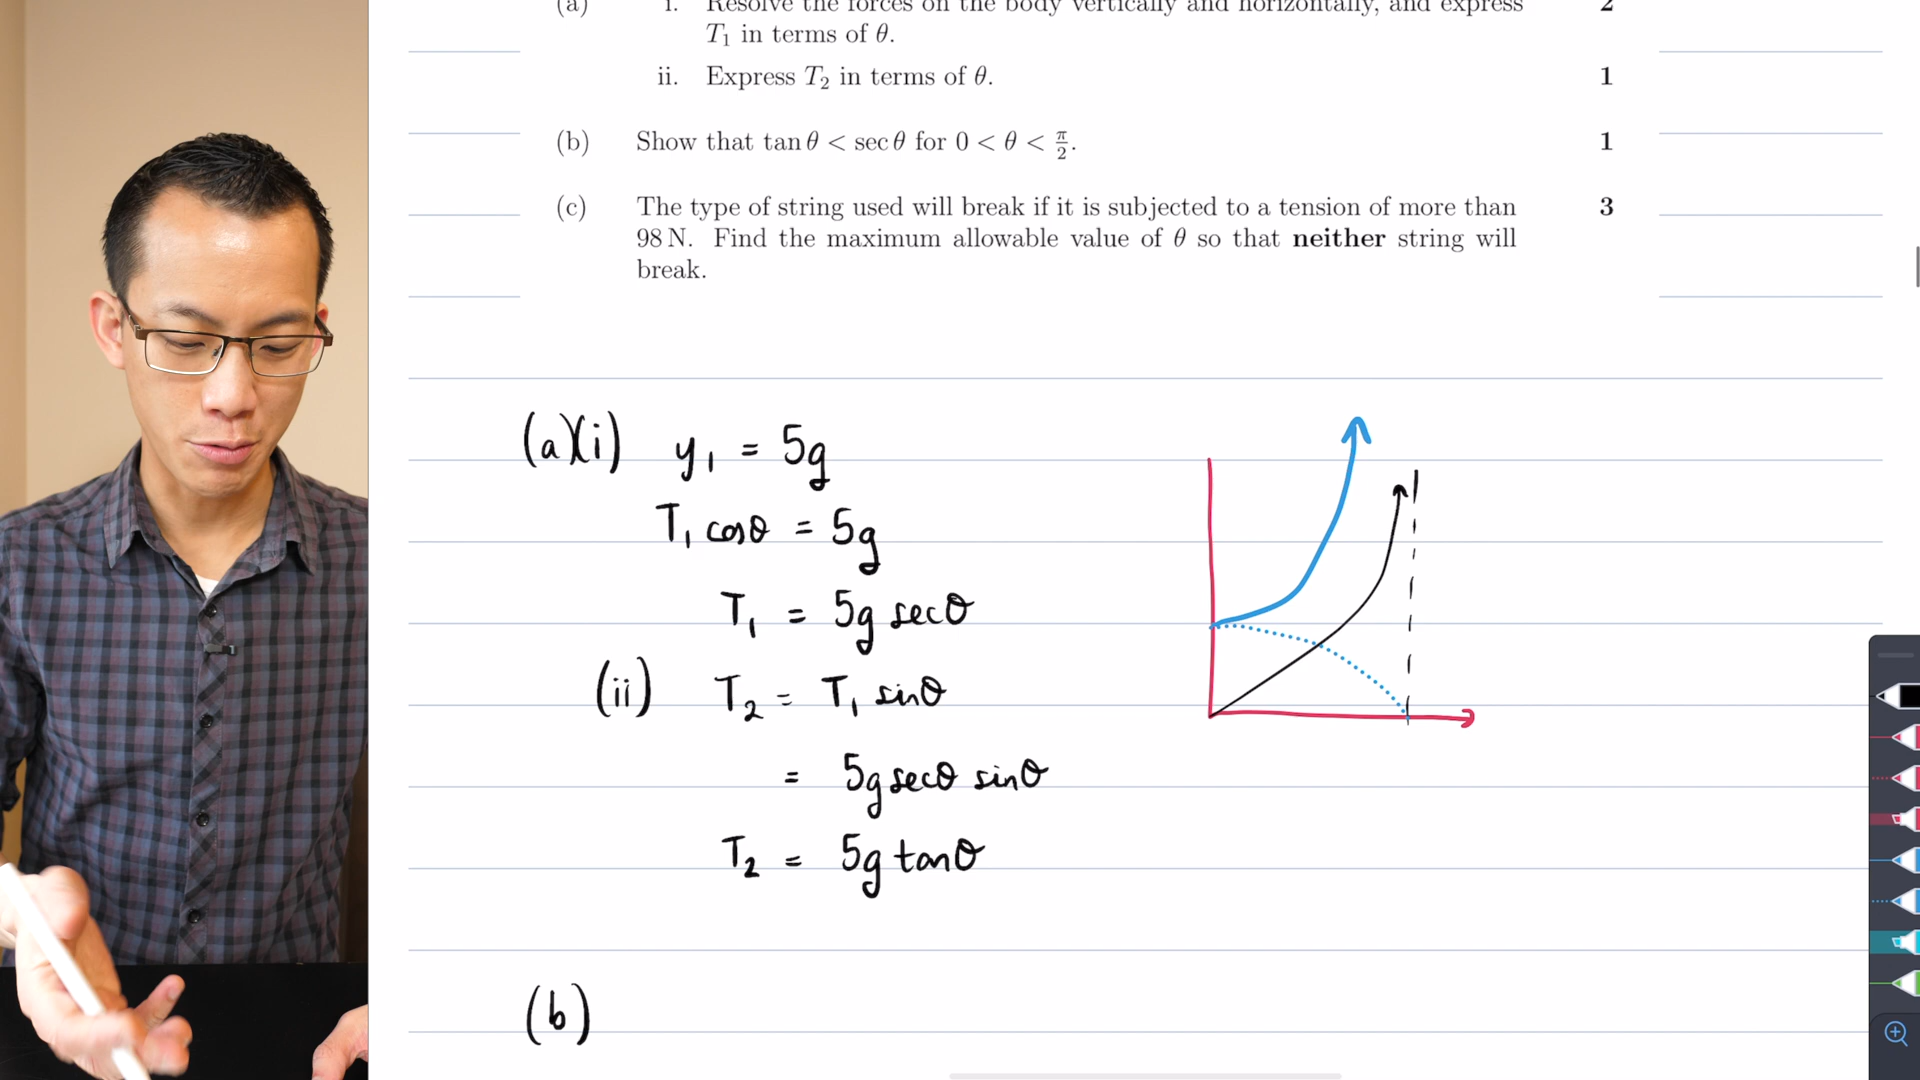 (a) i. Resolve the forces on the body vertically and horizontally, and express 2
T₁ in terms of θ.
ii. Express T₂ in terms of θ. 1
(b) Show that tan θ < sec θ for 0 < θ < π/2. 1
(c) The type of string used will break if it is subjected to a tension of more than 3
98 N. Find the maximum allowable value of θ so that neither string will
break.
(a)(i) y₁ = 5g
T₁ cosθ = 5g
T₁ = 5g secθ
(ii) T₂ = T₁ sinθ
= 5g secθ sinθ
T₂ = 5g tanθ
(b)